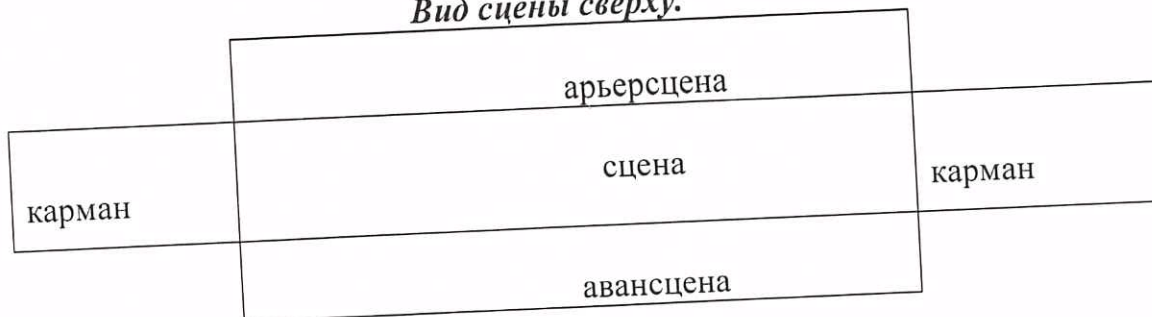 Вид сцены сверху.
арьерсцена
сцена
карман
карман
авансцена